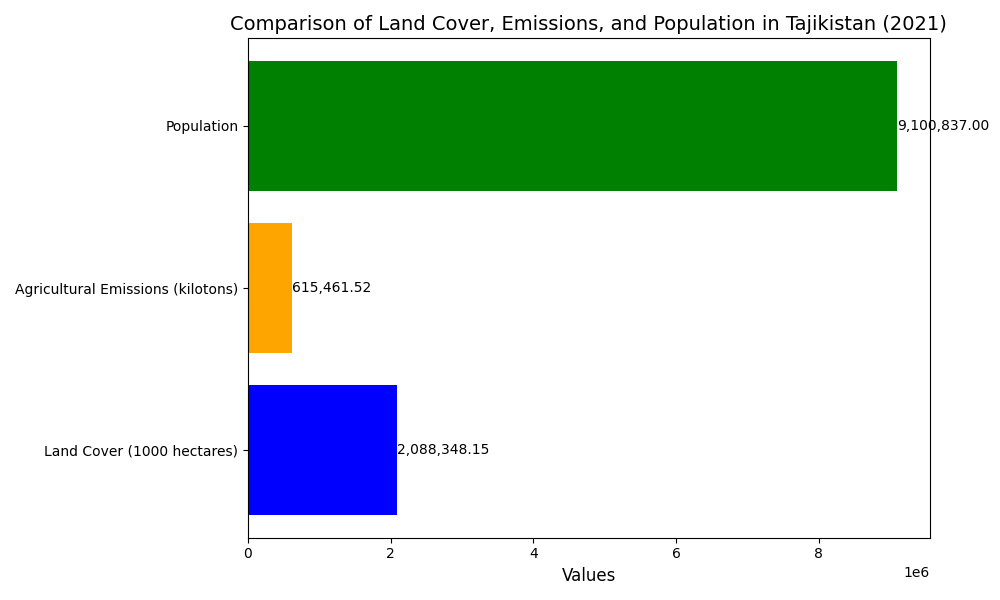 Comparison of Land Cover, Emissions, and Population in Tajikistan (2021)
Population
9,100,837.00
Agricultural Emissions (kilotons)
615,461.52
Land Cover (1000 hectares)
2,088,348.15
0 2 4 6 8
1e6
Values